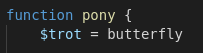 function pony {
    $trot = butterfly